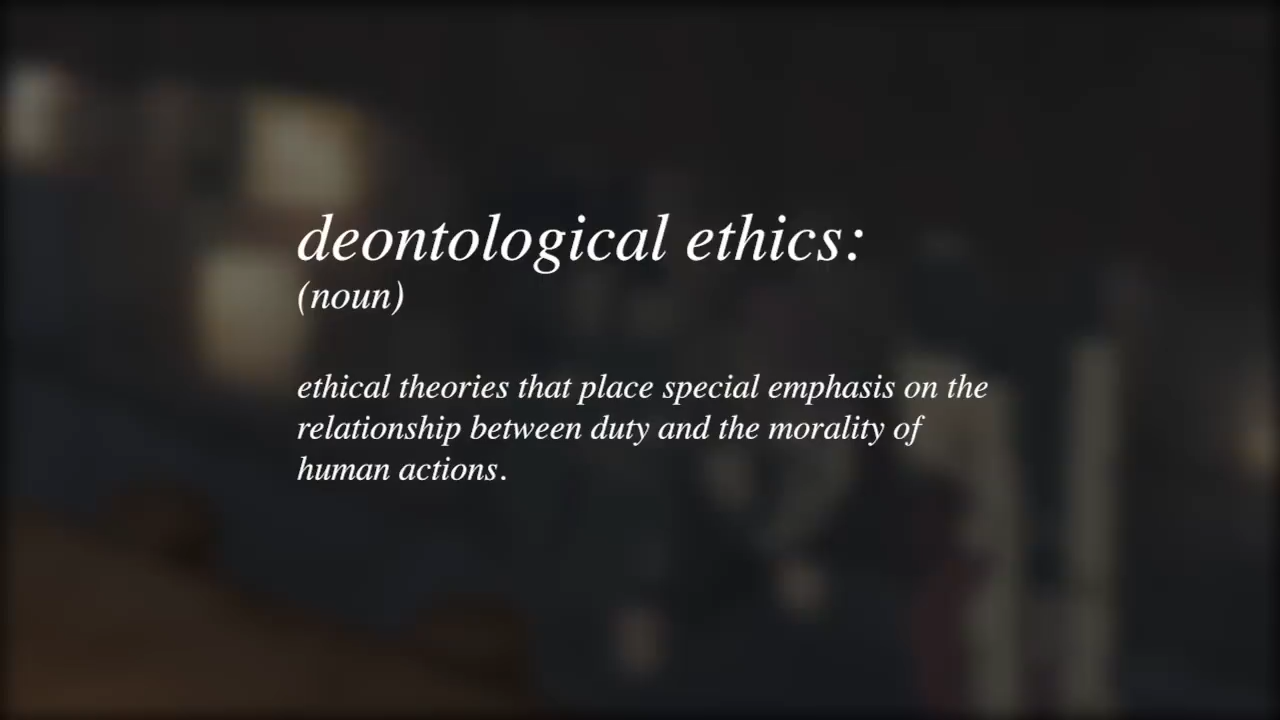 deontological ethics:
(noun)
ethical theories that place special emphasis on the
relationship between duty and the morality of
human actions.